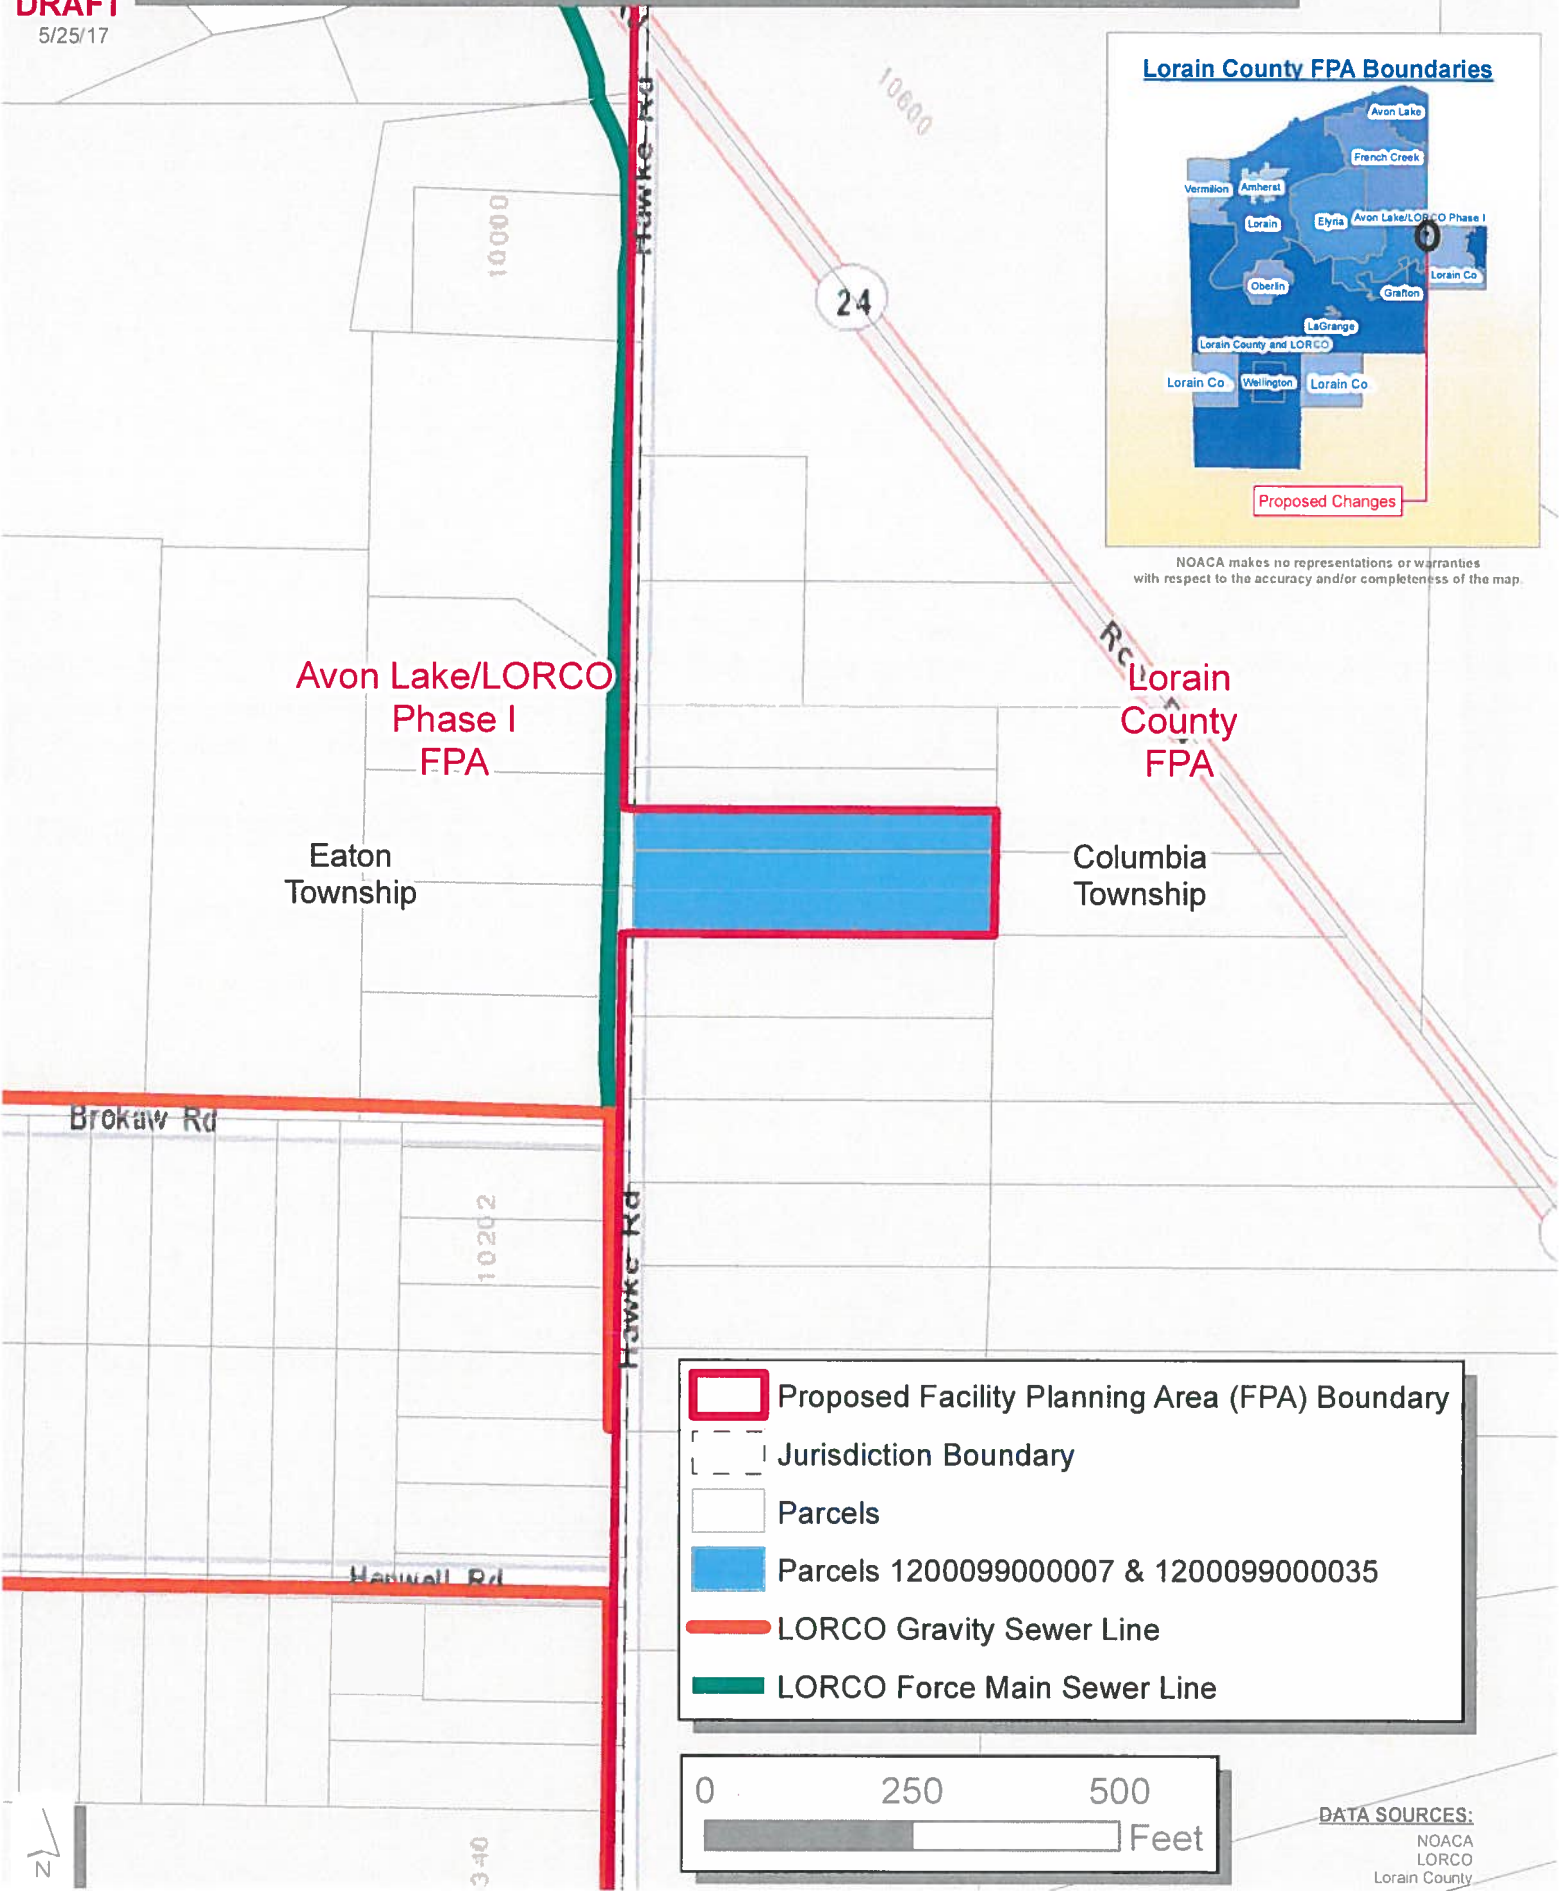 DRAFT
5/25/17
Lorain County FPA Boundaries
Avon Lake
French Creek
Vermilion
Amherst
Lorain
Elyria
Avon Lake/LORCO Phase I
Lorain Co
Oberlin
Grafton
LaGrange
Lorain County and LORCO
Lorain Co
Wellington
Lorain Co
Proposed Changes
NOACA makes no representations or warranties
with respect to the accuracy and/or completeness of the map.
Hawke Rd
10600
10000
24
Avon Lake/LORCO
Phase I
FPA
Lorain
County
FPA
Eaton
Township
Columbia
Township
Brokaw Rd
10202
Hawke Rd
Hanwell Rd
340
Proposed Facility Planning Area (FPA) Boundary
Jurisdiction Boundary
Parcels
Parcels 1200099000007 & 1200099000035
LORCO Gravity Sewer Line
LORCO Force Main Sewer Line
0 250 500
Feet
N
DATA SOURCES:
NOACA
LORCO
Lorain County